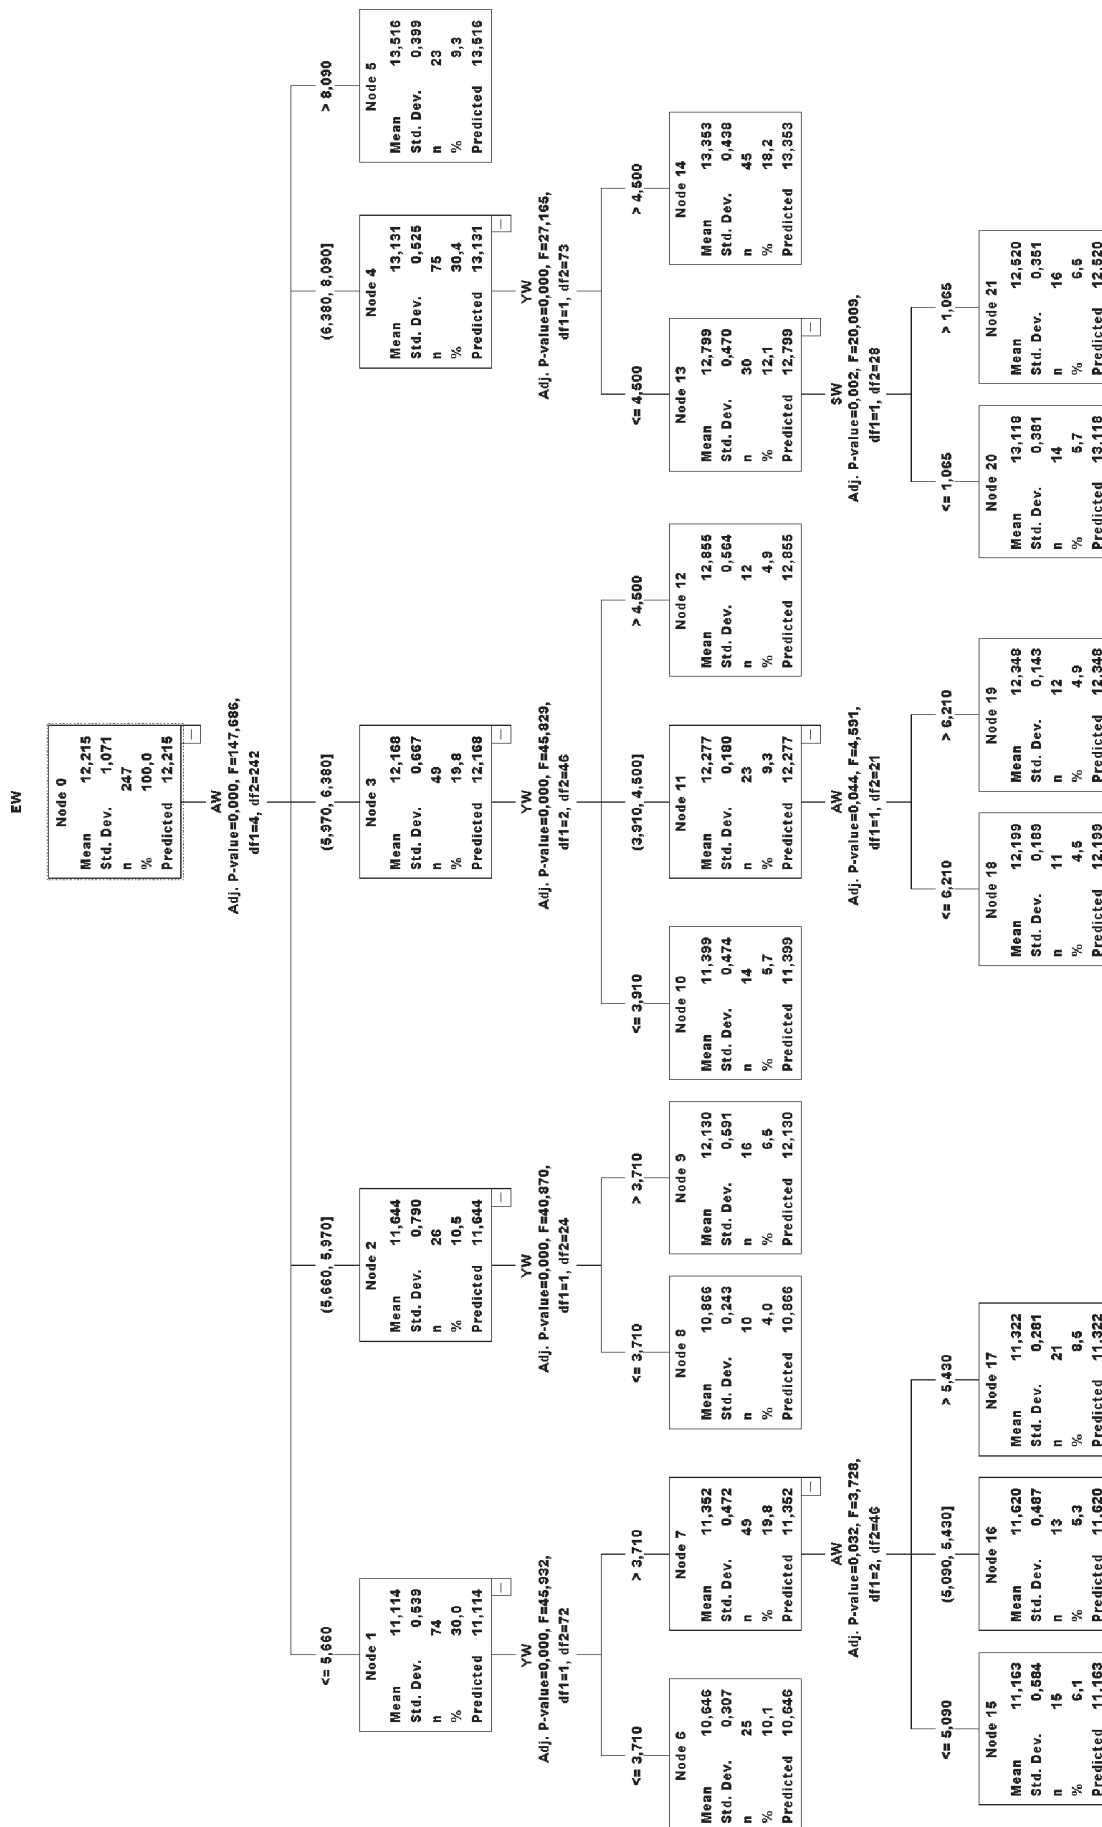 EW
Node 0
Mean 12,215
Std. Dev. 1,071
n 247
% 100,0
Predicted 12,215
AW
Adj. P-value=0,000, F=147,686,
df1=4, df2=242
<= 5,660
Node 1
Mean 11,114
Std. Dev. 0,539
n 74
% 30,0
Predicted 11,114
YW
Adj. P-value=0,000, F=45,932,
df1=1, df2=72
(5,660, 5,970]
Node 2
Mean 11,644
Std. Dev. 0,790
n 26
% 10,5
Predicted 11,644
YW
Adj. P-value=0,000, F=40,870,
df1=1, df2=24
(5,970, 6,380]
Node 3
Mean 12,168
Std. Dev. 0,667
n 49
% 19,8
Predicted 12,168
YW
Adj. P-value=0,000, F=45,829,
df1=2, df2=46
(6,380, 8,090]
Node 4
Mean 13,131
Std. Dev. 0,525
n 75
% 30,4
Predicted 13,131
YW
Adj. P-value=0,000, F=27,165,
df1=1, df2=73
> 8,090
Node 5
Mean 13,516
Std. Dev. 0,399
n 23
% 9,3
Predicted 13,516
<= 3,710
Node 6
Mean 10,646
Std. Dev. 0,307
n 25
% 10,1
Predicted 10,646
> 3,710
Node 7
Mean 11,352
Std. Dev. 0,472
n 49
% 19,8
Predicted 11,352
AW
Adj. P-value=0,032, F=3,728,
df1=2, df2=46
<= 3,710
Node 8
Mean 10,866
Std. Dev. 0,243
n 10
% 4,0
Predicted 10,866
> 3,710
Node 9
Mean 12,130
Std. Dev. 0,591
n 16
% 6,5
Predicted 12,130
<= 3,910
Node 10
Mean 11,399
Std. Dev. 0,474
n 14
% 5,7
Predicted 11,399
(3,910, 4,500]
Node 11
Mean 12,277
Std. Dev. 0,180
n 23
% 9,3
Predicted 12,277
AW
Adj. P-value=0,044, F=4,591,
df1=1, df2=21
> 4,500
Node 12
Mean 12,855
Std. Dev. 0,564
n 12
% 4,9
Predicted 12,855
<= 4,500
Node 13
Mean 12,799
Std. Dev. 0,470
n 30
% 12,1
Predicted 12,799
SW
Adj. P-value=0,002, F=20,009,
df1=1, df2=28
> 4,500
Node 14
Mean 13,353
Std. Dev. 0,438
n 45
% 18,2
Predicted 13,353
<= 5,090
Node 15
Mean 11,163
Std. Dev. 0,584
n 15
% 6,1
Predicted 11,163
(5,090, 5,430]
Node 16
Mean 11,620
Std. Dev. 0,487
n 13
% 5,3
Predicted 11,620
> 5,430
Node 17
Mean 11,322
Std. Dev. 0,281
n 21
% 8,5
Predicted 11,322
<= 6,210
Node 18
Mean 12,199
Std. Dev. 0,189
n 11
% 4,5
Predicted 12,199
> 6,210
Node 19
Mean 12,348
Std. Dev. 0,143
n 12
% 4,9
Predicted 12,348
<= 1,065
Node 20
Mean 13,118
Std. Dev. 0,381
n 14
% 5,7
Predicted 13,118
> 1,065
Node 21
Mean 12,520
Std. Dev. 0,351
n 16
% 6,5
Predicted 12,520